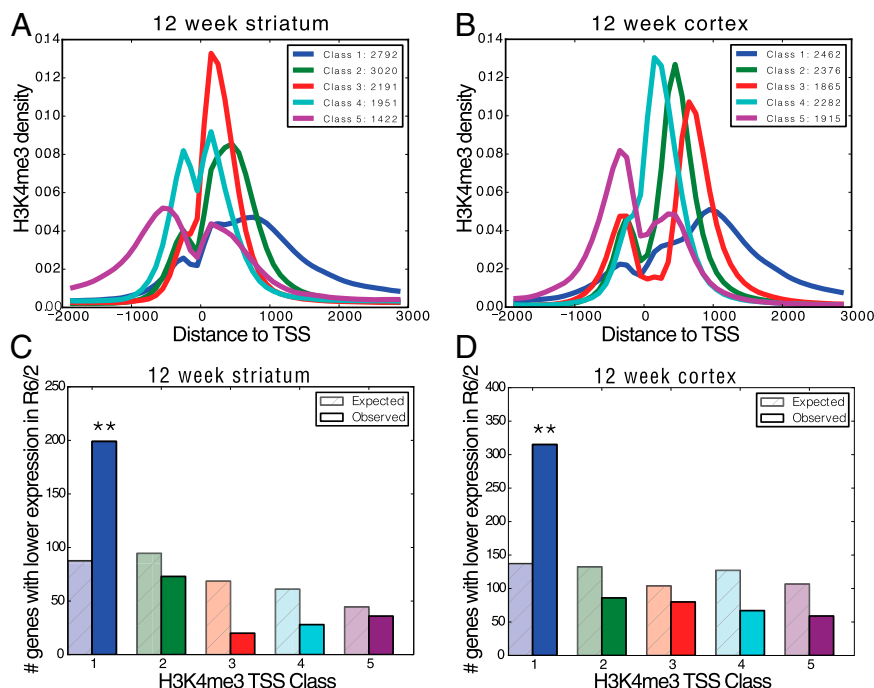 A
12 week striatum
H3K4me3 density
0.14
0.12
0.10
0.08
0.06
0.04
0.02
0.00
Class 1: 2792
Class 2: 3020
Class 3: 2191
Class 4: 1951
Class 5: 1422
−2000
−1000
0
1000
2000
3000
Distance to TSS
B
12 week cortex
H3K4me3 density
0.14
0.12
0.10
0.08
0.06
0.04
0.02
0.00
Class 1: 2462
Class 2: 2376
Class 3: 1865
Class 4: 2282
Class 5: 1915
−2000
−1000
0
1000
2000
3000
Distance to TSS
C
12 week striatum
# genes with lower expression in R6/2
250
200
150
100
50
0
Expected
Observed
**
1 2 3 4 5
H3K4me3 TSS Class
D
12 week cortex
# genes with lower expression in R6/2
400
350
300
250
200
150
100
50
0
Expected
Observed
**
1 2 3 4 5
H3K4me3 TSS Class